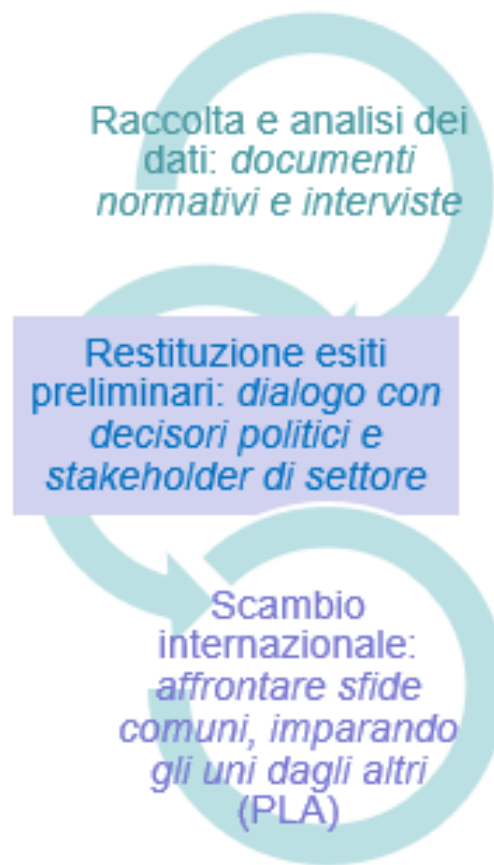 Raccolta e analisi dei
dati: documenti
normativi e interviste
Restituzione esiti
preliminari: dialogo con
decisori politici e
stakeholder di settore
Scambio
internazionale:
affrontare sfide
comuni, imparando
gli uni dagli altri
(PLA)